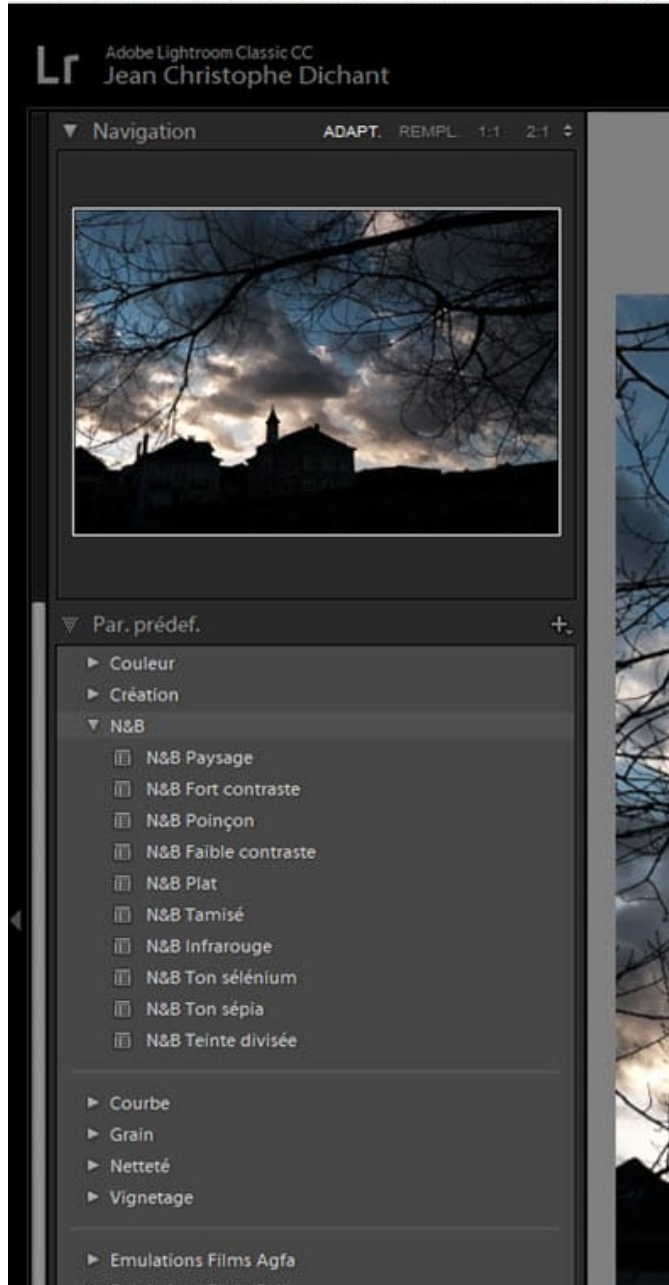 Lr
Adobe Lightroom Classic CC
Jean Christophe Dichant
Navigation ADAPT. REMPL. 1:1 2:1
Par. prédef.
Couleur
Création
N&B
N&B Paysage
N&B Fort contraste
N&B Poinçon
N&B Faible contraste
N&B Plat
N&B Tamisé
N&B Infrarouge
N&B Ton sélénium
N&B Ton sépia
N&B Teinte divisée
Courbe
Grain
Netteté
Vignetage
Emulations Films Agfa